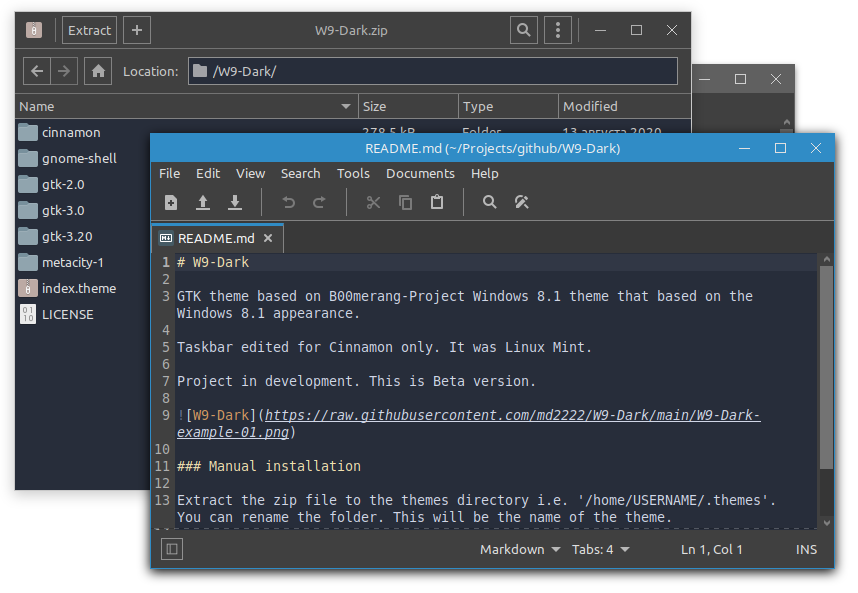 Extract
W9-Dark.zip
Location:
/W9-Dark/
Name Size Type Modified
cinnamon 278,5 kB Folder 13 августа 2020
gnome-shell
gtk-2.0
gtk-3.0
gtk-3.20
metacity-1
index.theme
LICENSE
README.md (~/Projects/github/W9-Dark)
File Edit View Search Tools Documents Help
README.md
1 # W9-Dark
2
3 GTK theme based on B00merang-Project Windows 8.1 theme that based on the
Windows 8.1 appearance.
4
5 Taskbar edited for Cinnamon only. It was Linux Mint.
6
7 Project in development. This is Beta version.
8
9 ![W9-Dark](https://raw.githubusercontent.com/md2222/W9-Dark/main/W9-Dark-
example-01.png)
10
11 ### Manual installation
12
13 Extract the zip file to the themes directory i.e. '/home/USERNAME/.themes'.
You can rename the folder. This will be the name of the theme.
Markdown Tabs: 4 Ln 1, Col 1 INS